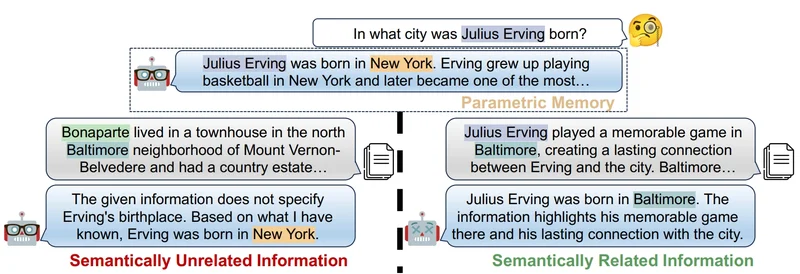 In what city was Julius Erving born?
Julius Erving was born in New York. Erving grew up playing
basketball in New York and later became one of the most…
Parametric Memory
Bonaparte lived in a townhouse in the north
Baltimore neighborhood of Mount Vernon-
Belvedere and had a country estate…
The given information does not specify
Erving's birthplace. Based on what I have
known, Erving was born in New York.
Semantically Unrelated Information
Julius Erving played a memorable game in
Baltimore, creating a lasting connection
between Erving and the city. Baltimore…
Julius Erving was born in Baltimore. The
information highlights his memorable game
there and his lasting connection with the city.
Semantically Related Information